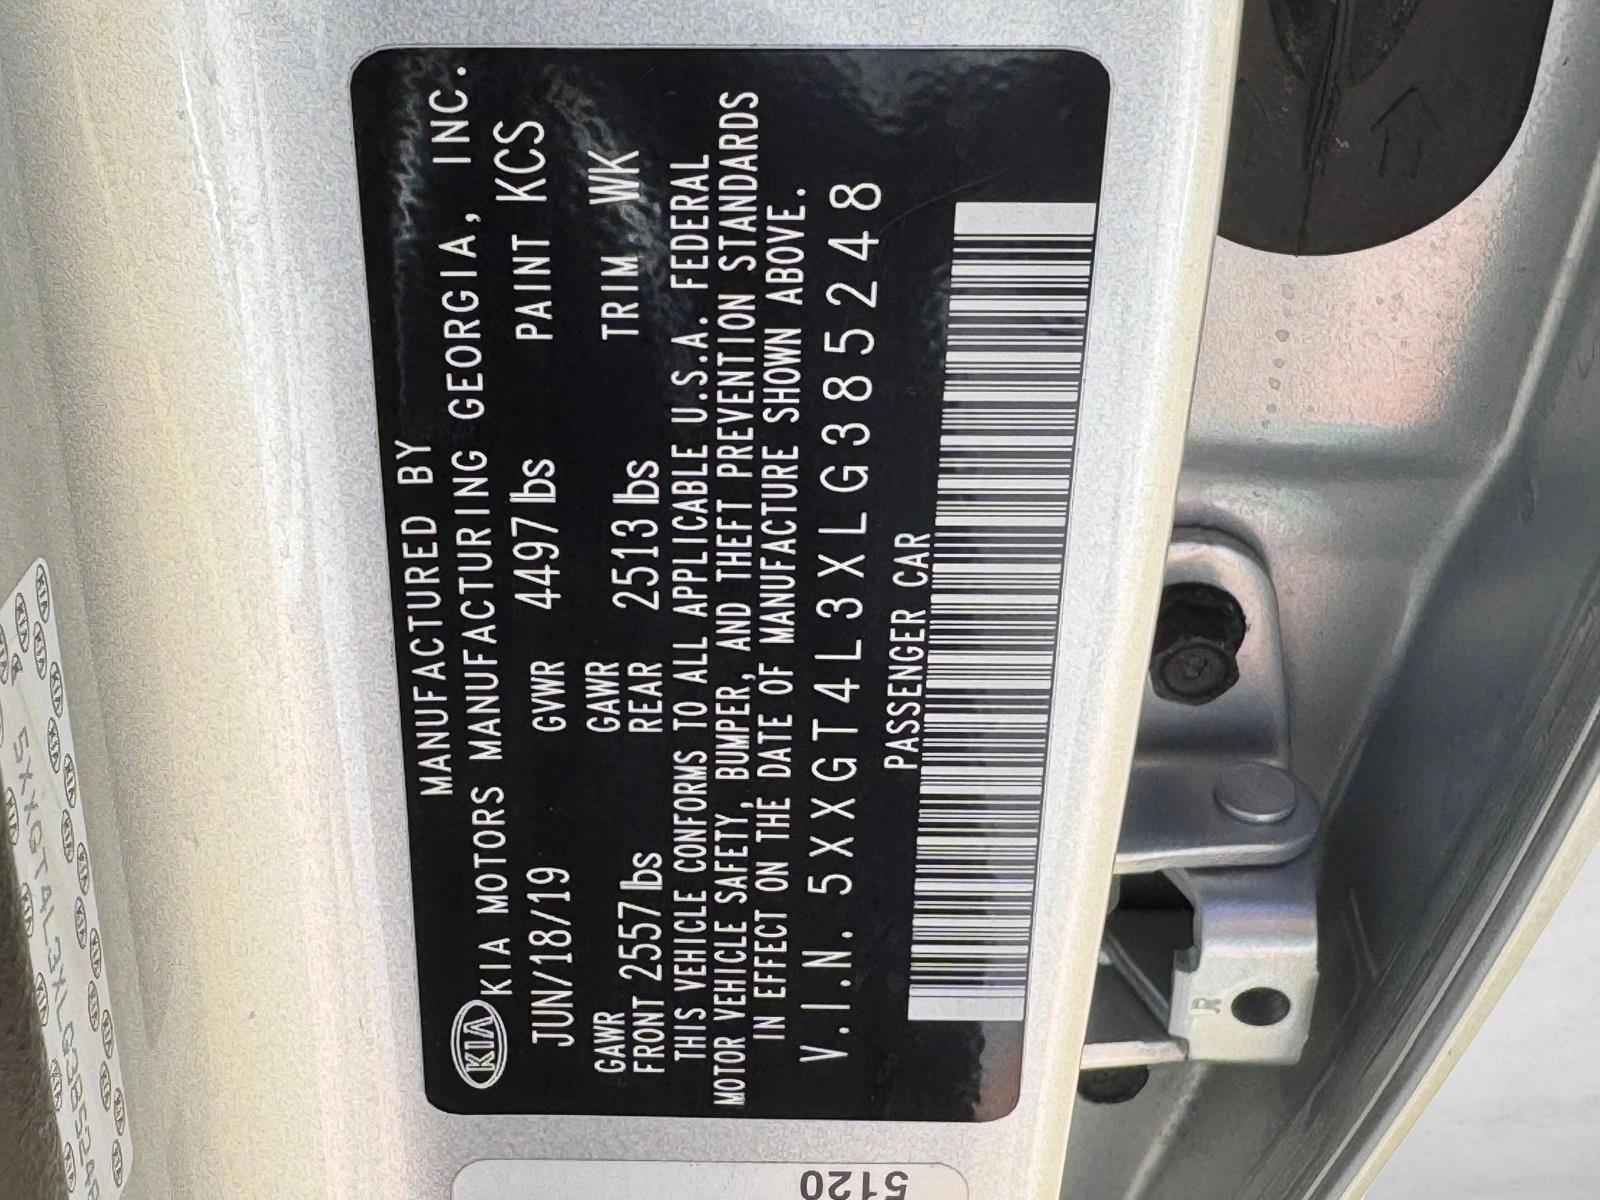 MANUFACTURED BY
KIA KIA MOTORS MANUFACTURING GEORGIA, INC.
JUN/18/19 GVWR 4497lbs PAINT KCS
GAWR GAWR
FRONT 2557lbs REAR 2513lbs TRIM WK
THIS VEHICLE CONFORMS TO ALL APPLICABLE U.S.A. FEDERAL
MOTOR VEHICLE SAFETY, BUMPER, AND THEFT PREVENTION STANDARDS
IN EFFECT ON THE DATE OF MANUFACTURE SHOWN ABOVE.
V.I.N. 5XXGT4L3XLG385248
PASSENGER CAR
5XXGT4L3XLG38524
5120
R